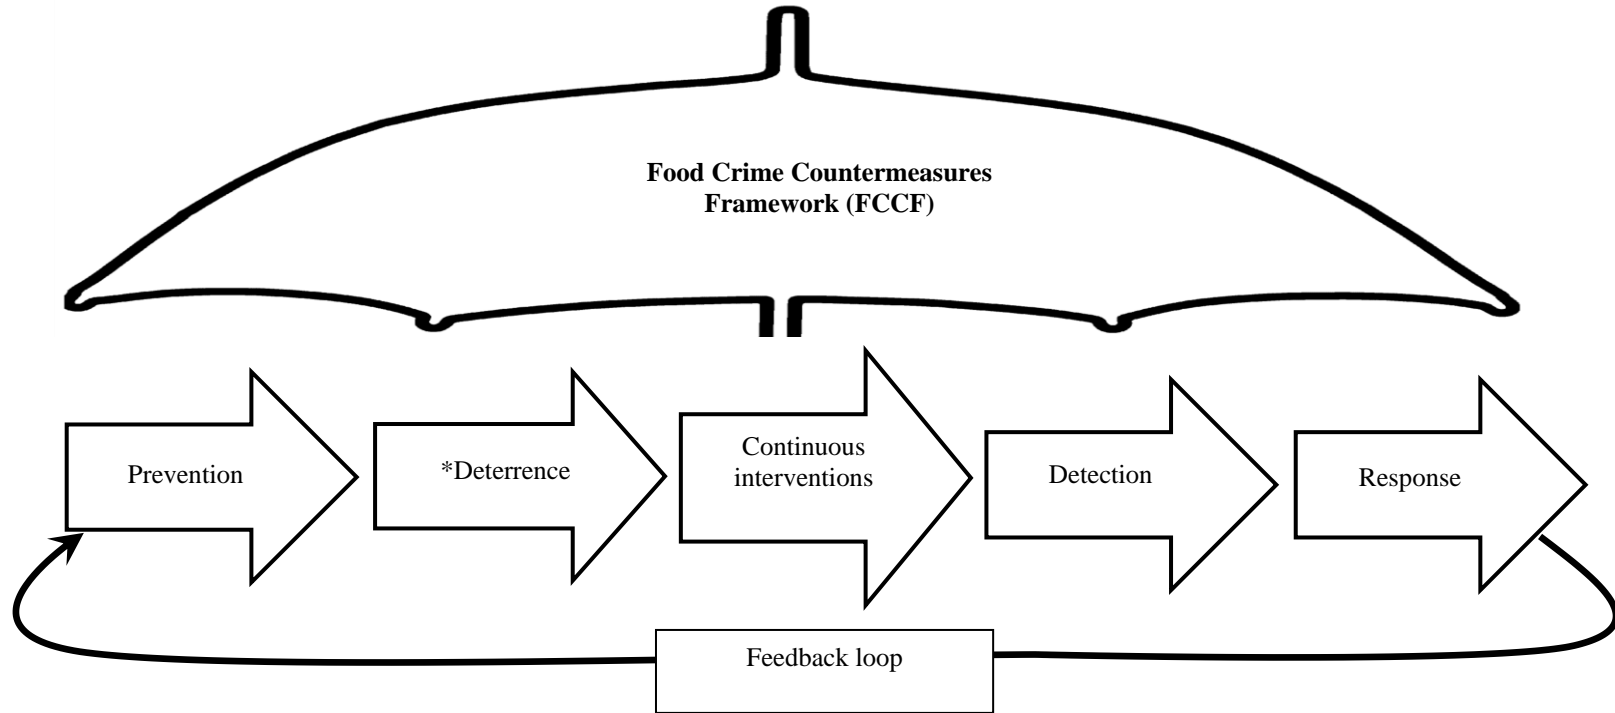 Food Crime Countermeasures
Framework (FCCF)
Prevention
*Deterrence
Continuous
interventions
Detection
Response
Feedback loop